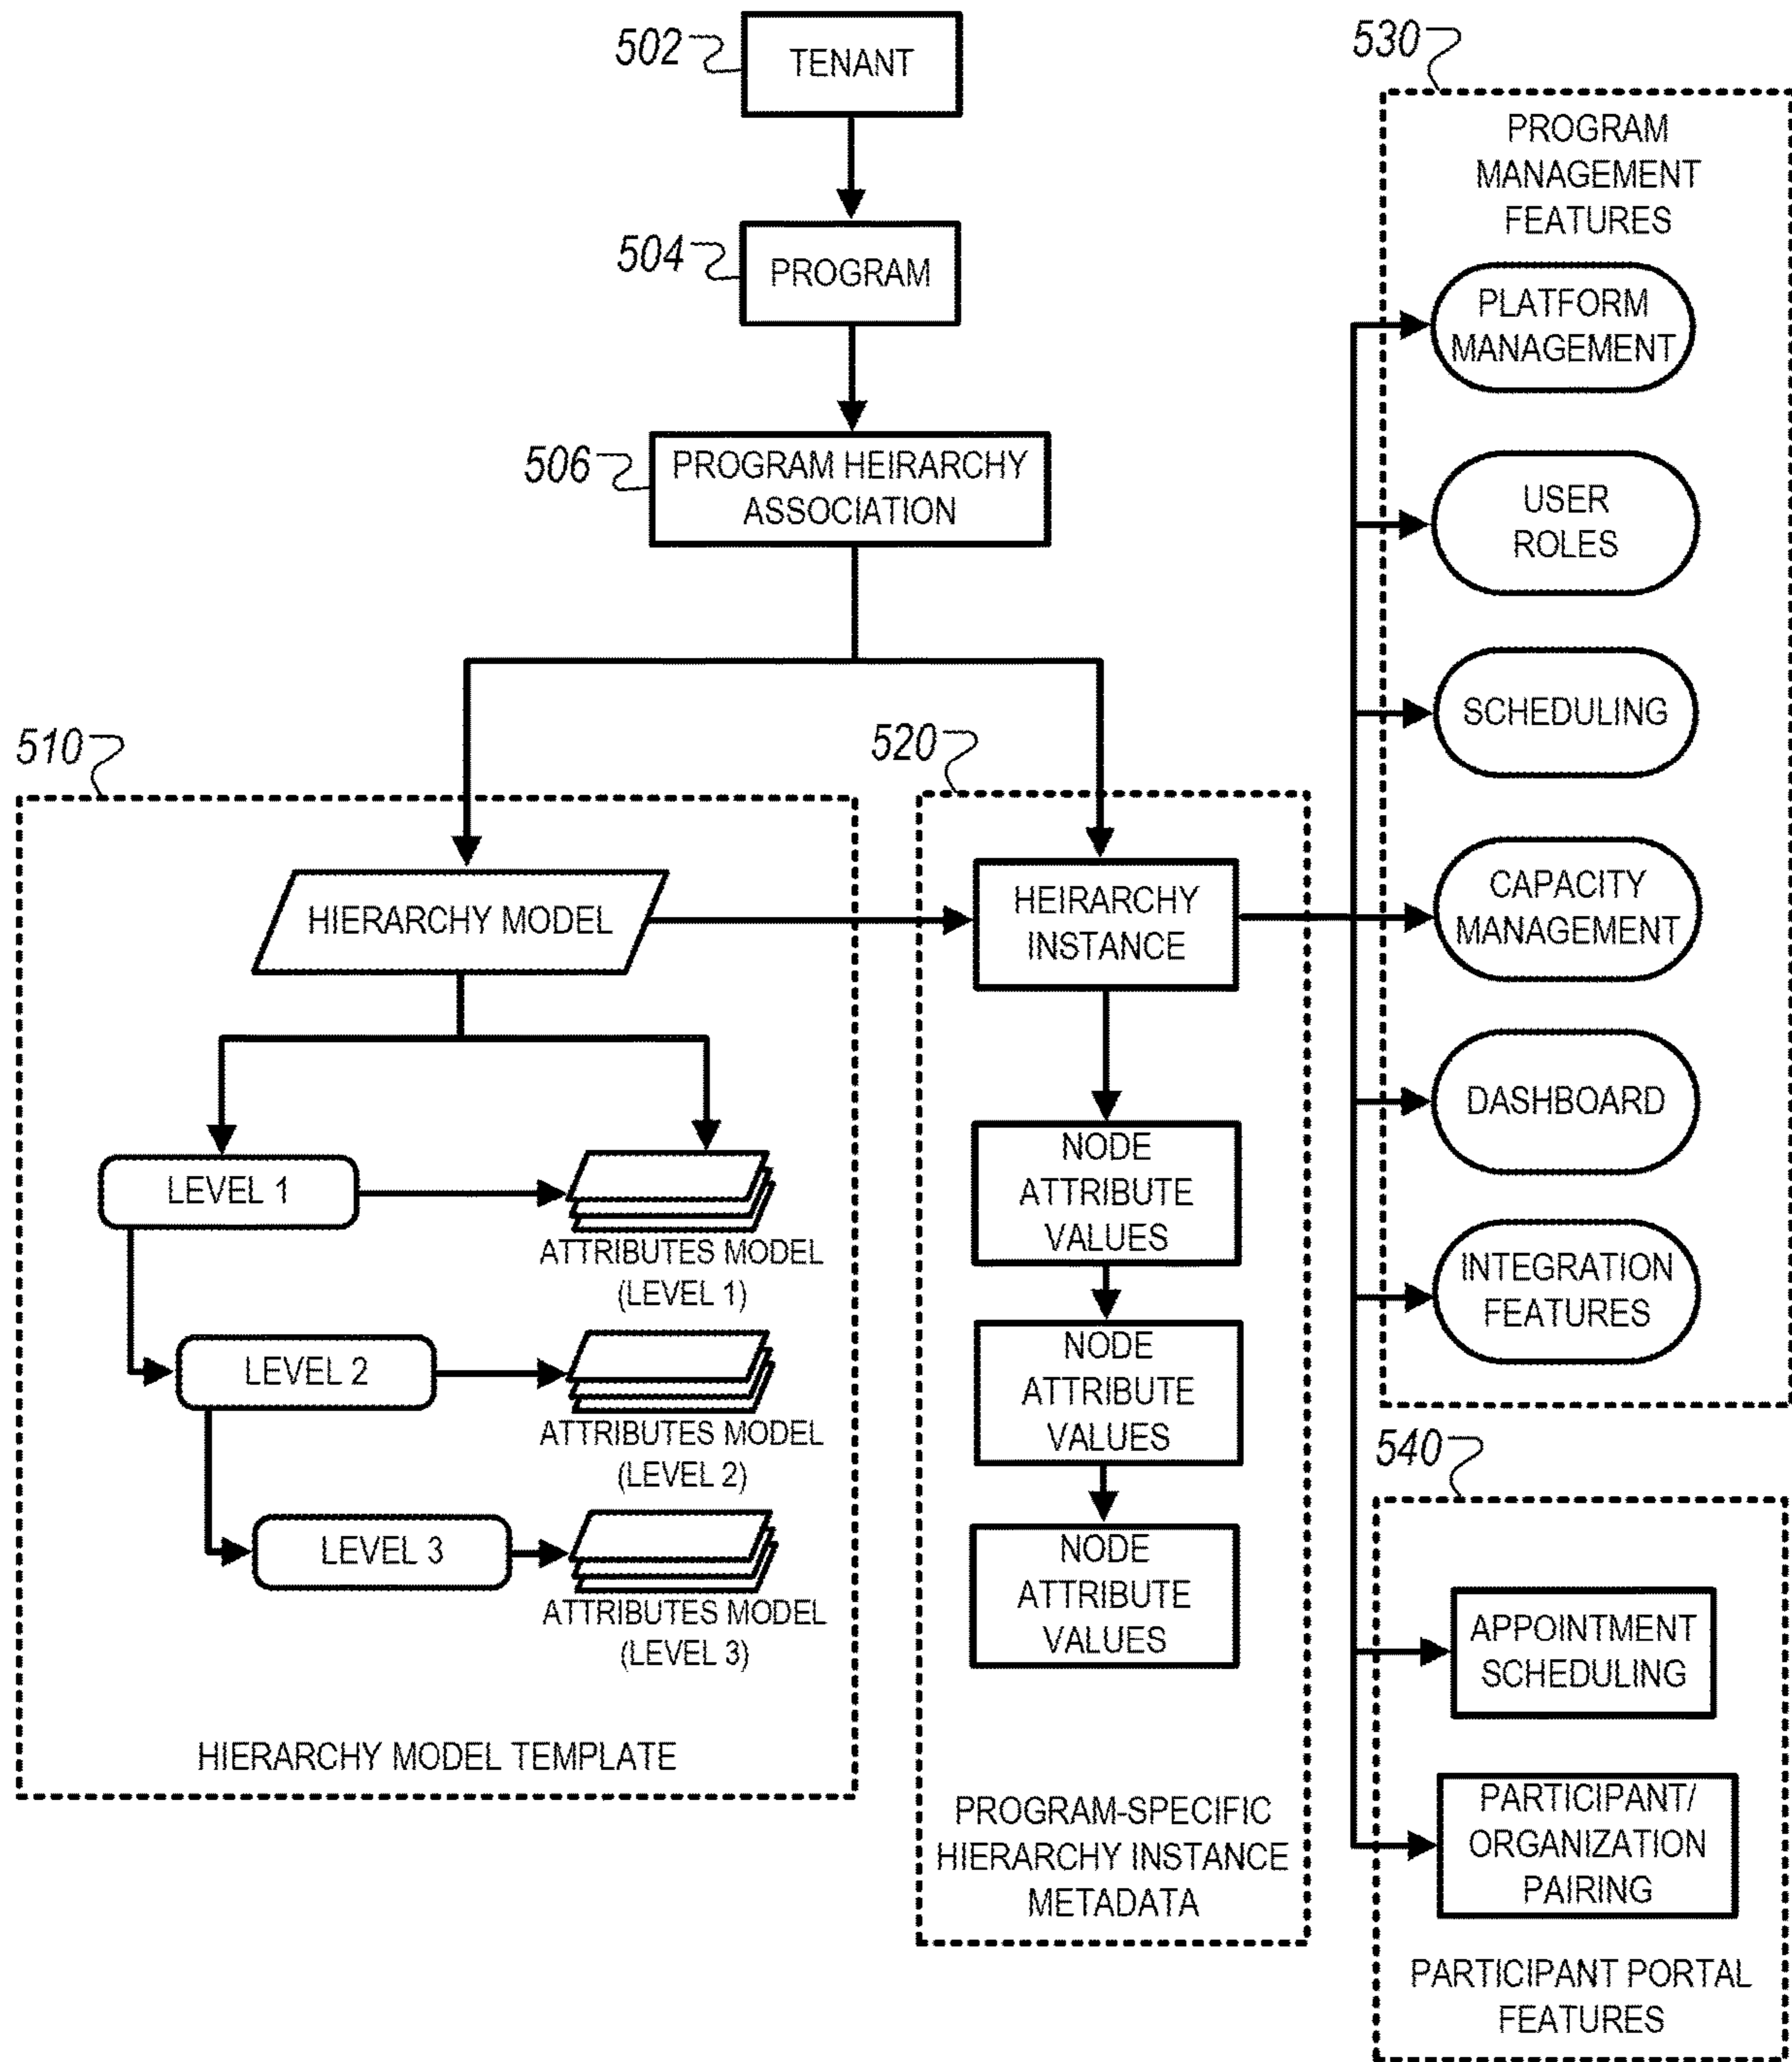 502
TENANT
504
PROGRAM
506
PROGRAM HEIRARCHY
ASSOCIATION
510
HIERARCHY MODEL
LEVEL 1
ATTRIBUTES MODEL
(LEVEL 1)
LEVEL 2
ATTRIBUTES MODEL
(LEVEL 2)
LEVEL 3
ATTRIBUTES MODEL
(LEVEL 3)
HIERARCHY MODEL TEMPLATE
520
HEIRARCHY
INSTANCE
NODE
ATTRIBUTE
VALUES
NODE
ATTRIBUTE
VALUES
NODE
ATTRIBUTE
VALUES
PROGRAM-SPECIFIC
HIERARCHY INSTANCE
METADATA
530
PROGRAM
MANAGEMENT
FEATURES
PLATFORM
MANAGEMENT
USER
ROLES
SCHEDULING
CAPACITY
MANAGEMENT
DASHBOARD
INTEGRATION
FEATURES
540
APPOINTMENT
SCHEDULING
PARTICIPANT/
ORGANIZATION
PAIRING
PARTICIPANT PORTAL
FEATURES